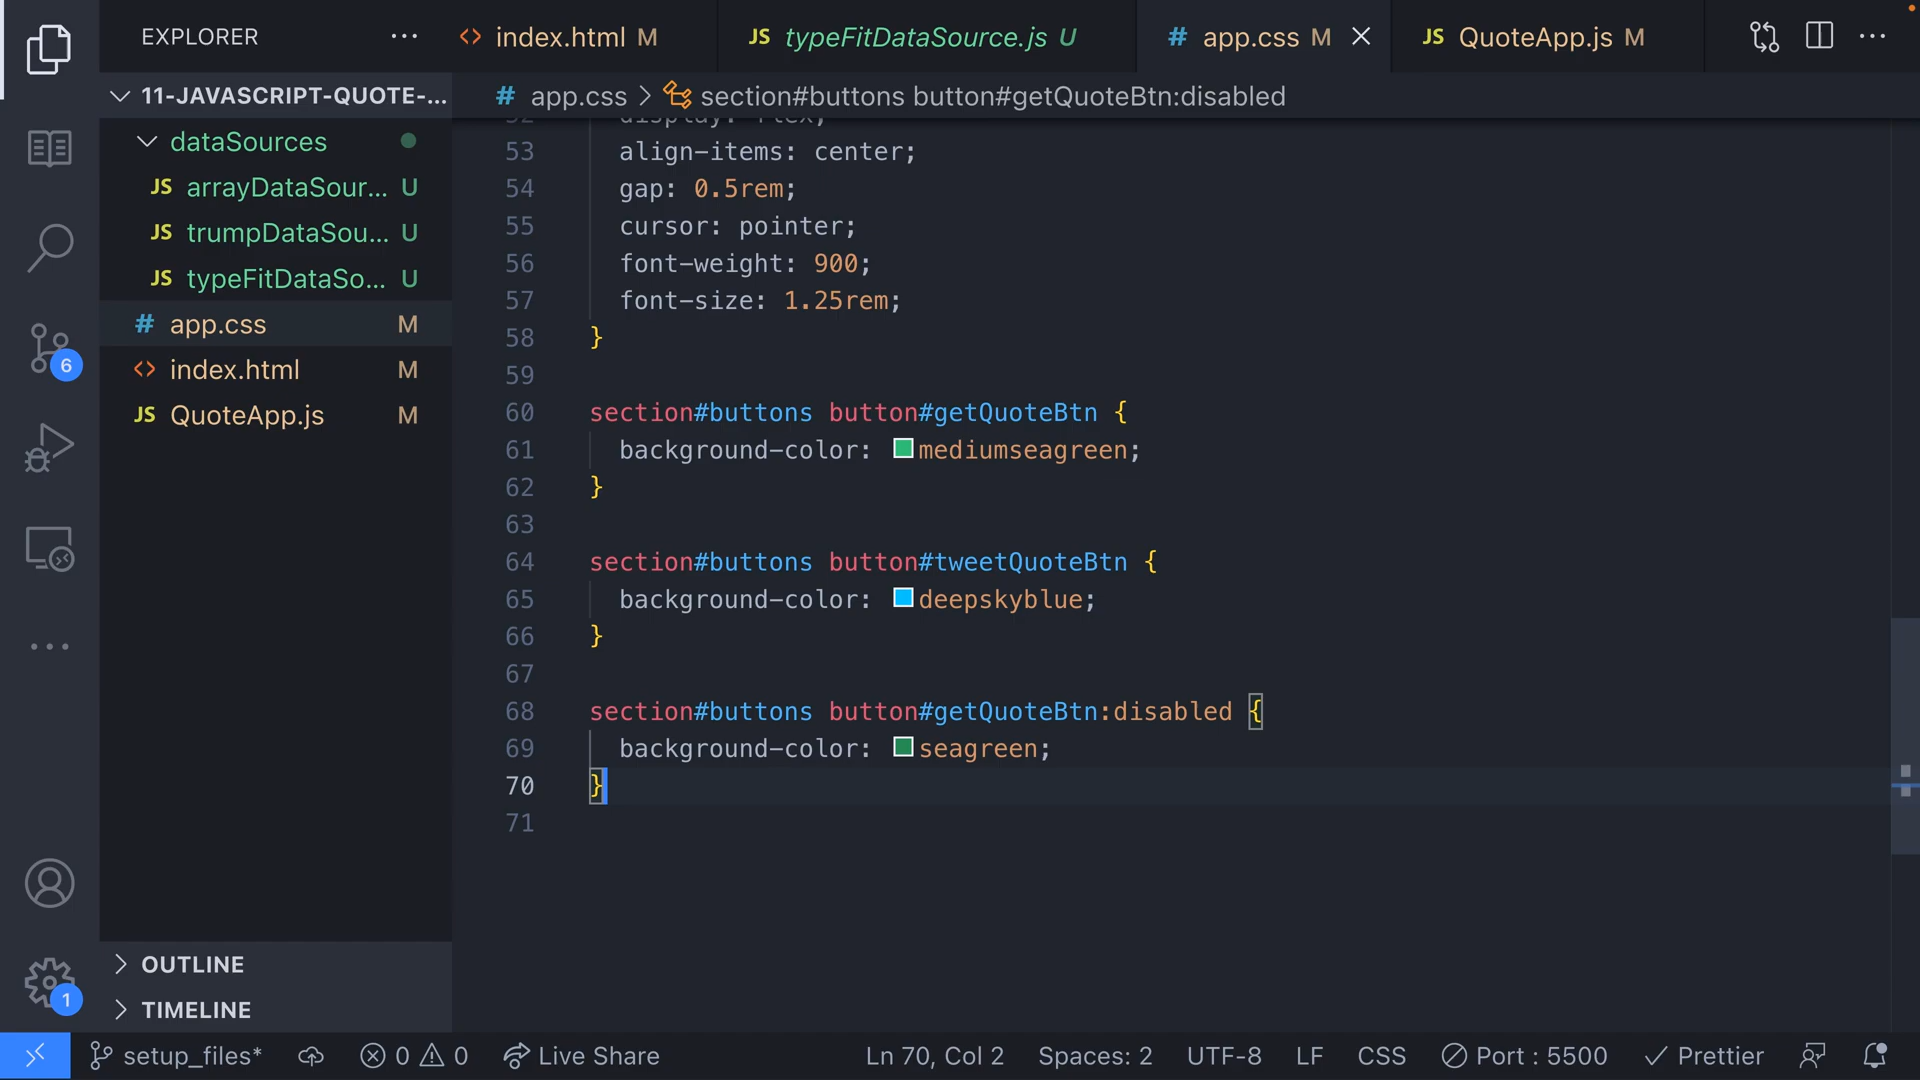 EXPLORER
index.html M
typeFitDataSource.js U
app.css M
QuoteApp.js M
11-JAVASCRIPT-QUOTE-...
app.css > section#buttons button#getQuoteBtn:disabled
dataSources
arrayDataSour... U
trumpDataSou... U
typeFitDataSo... U
app.css M
index.html M
QuoteApp.js M
52 display: flex;
53 align-items: center;
54 gap: 0.5rem;
55 cursor: pointer;
56 font-weight: 900;
57 font-size: 1.25rem;
58 }
59
60 section#buttons button#getQuoteBtn {
61 background-color: mediumseagreen;
62 }
63
64 section#buttons button#tweetQuoteBtn {
65 background-color: deepskyblue;
66 }
67
68 section#buttons button#getQuoteBtn:disabled {
69 background-color: seagreen;
70 }
71
6
1
OUTLINE
TIMELINE
setup_files* 0 0 Live Share Ln 70, Col 2 Spaces: 2 UTF-8 LF CSS Port : 5500 Prettier